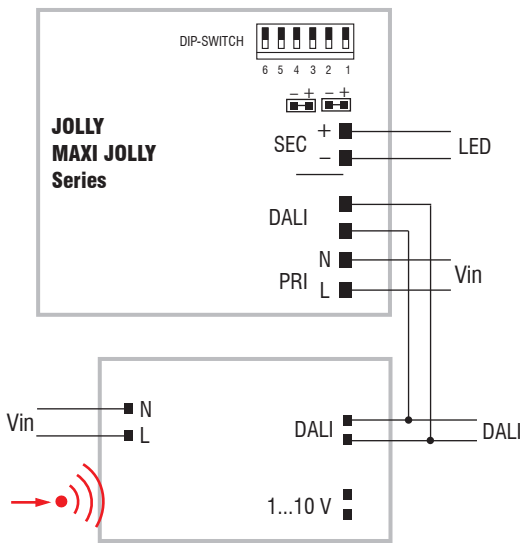 DIP-SWITCH
6 5 4 3 2 1
– + – +
JOLLY
MAXI JOLLY
Series
SEC + –
LED
DALI
PRI N L
Vin
Vin
N
L
DALI
DALI
1...10 V